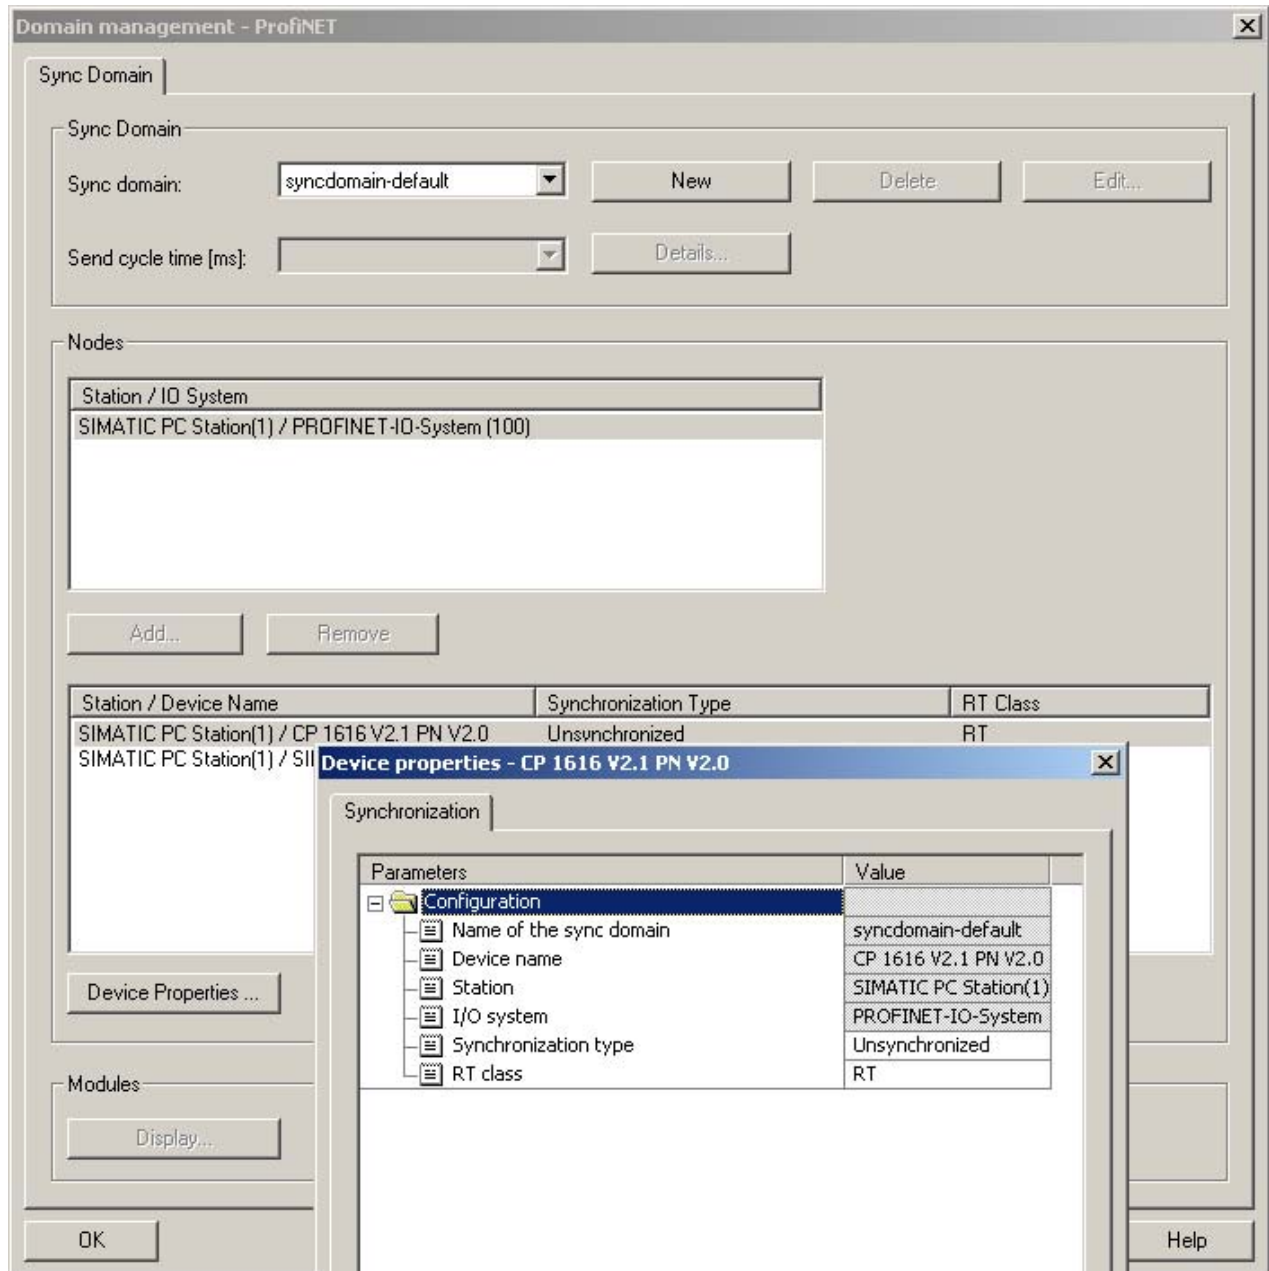 Domain management - ProfiNET
Sync Domain
Sync Domain
Sync domain: syncdomain-default New Delete Edit...
Send cycle time [ms]: Details...
Nodes
Station / IO System
SIMATIC PC Station(1) / PROFINET-IO-System (100)
Add... Remove
Station / Device Name Synchronization Type RT Class
SIMATIC PC Station(1) / CP 1616 V2.1 PN V2.0 Unsynchronized RT
SIMATIC PC Station(1) / SI
Device properties - CP 1616 V2.1 PN V2.0
Synchronization
Parameters Value
Configuration
Name of the sync domain syncdomain-default
Device name CP 1616 V2.1 PN V2.0
Station SIMATIC PC Station(1)
I/O system PROFINET-IO-System
Synchronization type Unsynchronized
RT class RT
Device Properties ...
Modules
Display...
OK Help